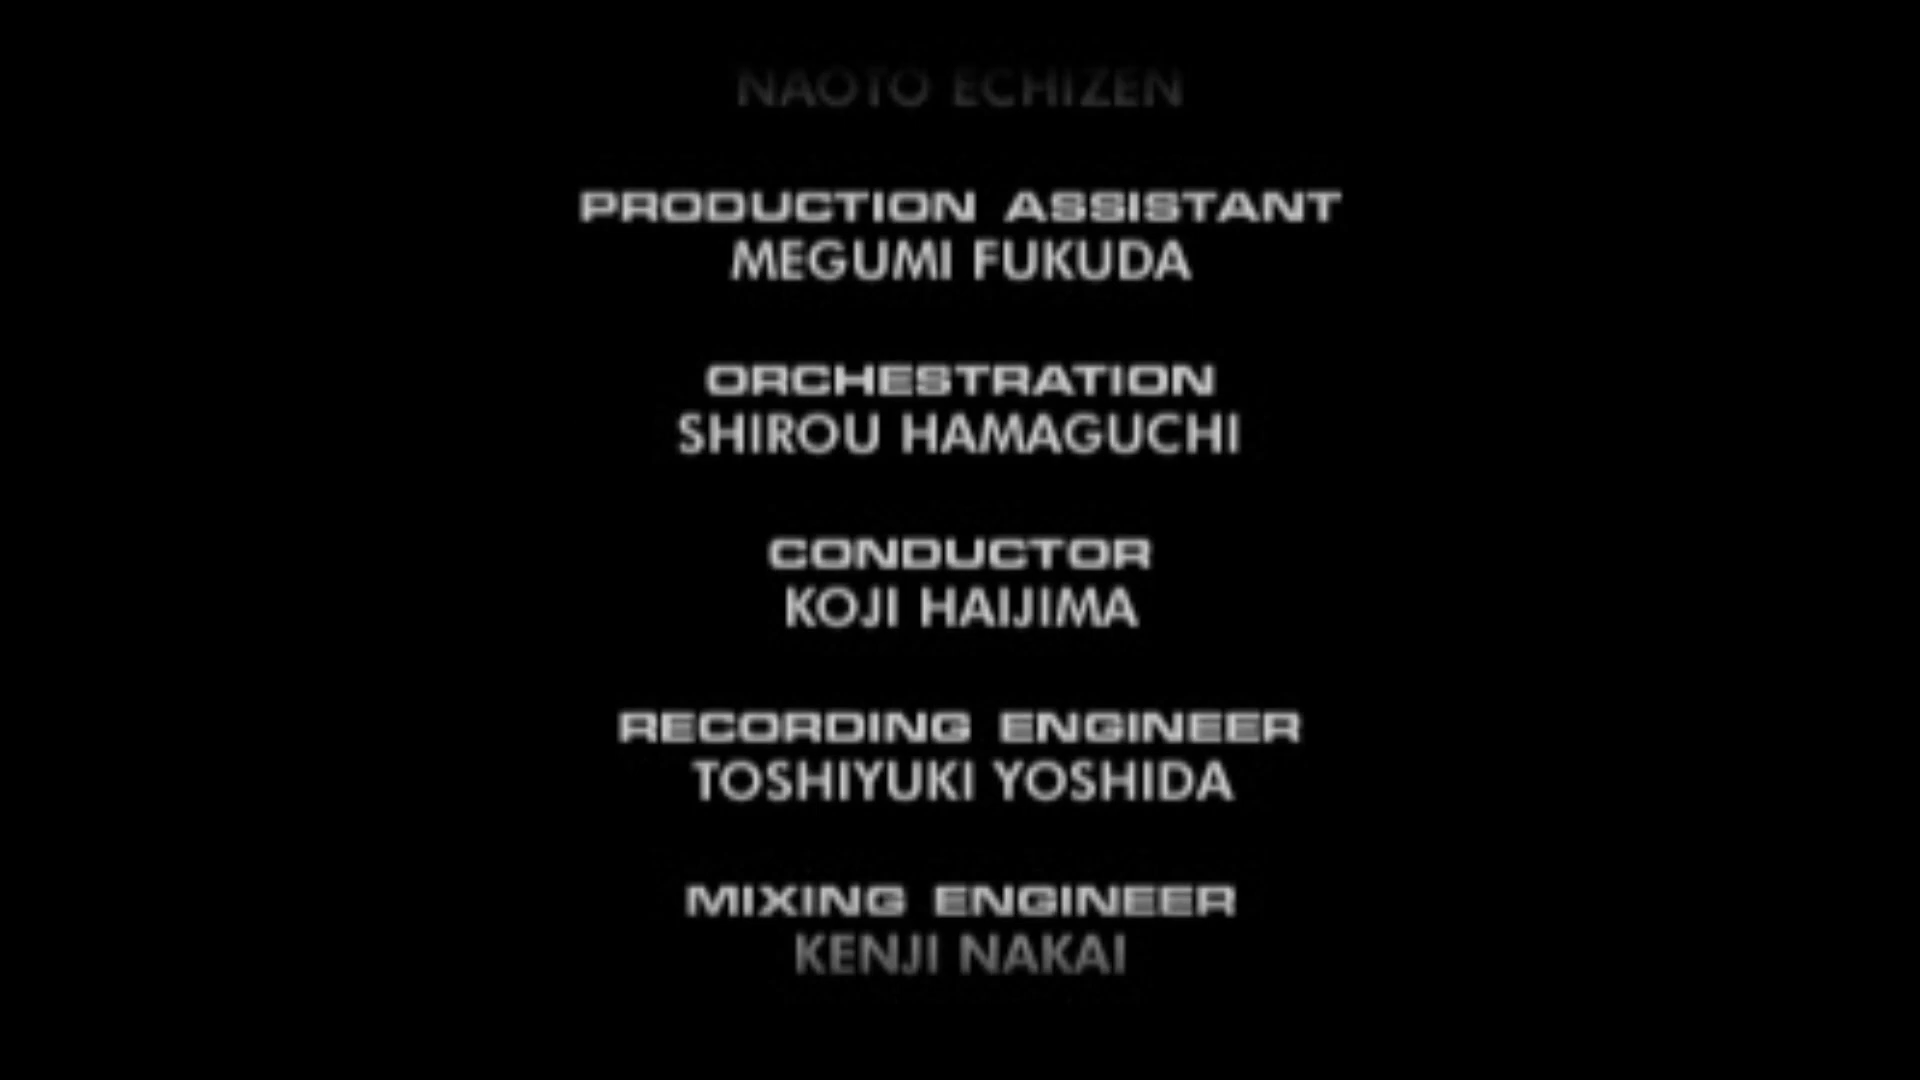 NAOTO ECHIZEN
PRODUCTION ASSISTANT
MEGUMI FUKUDA
ORCHESTRATION
SHIROU HAMAGUCHI
CONDUCTOR
KOJI HAIJIMA
RECORDING ENGINEER
TOSHIYUKI YOSHIDA
MIXING ENGINEER
KENJI NAKAI